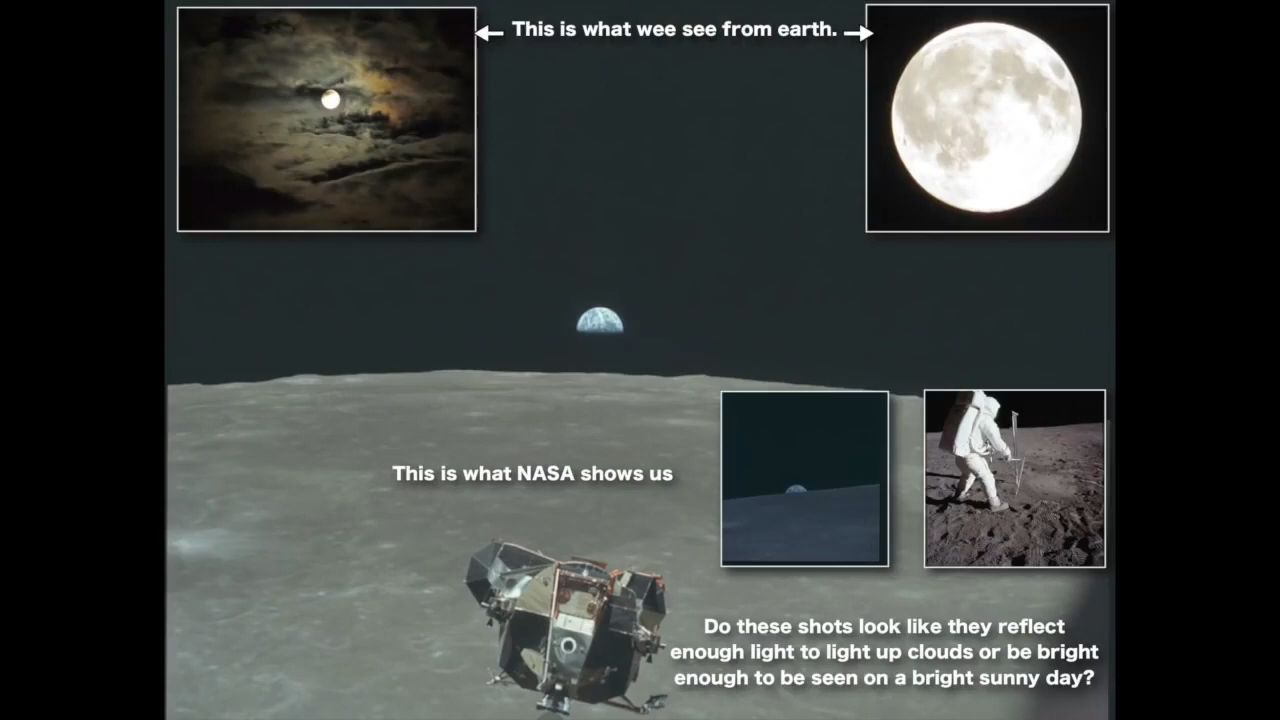 This is what wee see from earth.
This is what NASA shows us
Do these shots look like they reflect
enough light to light up clouds or be bright
enough to be seen on a bright sunny day?